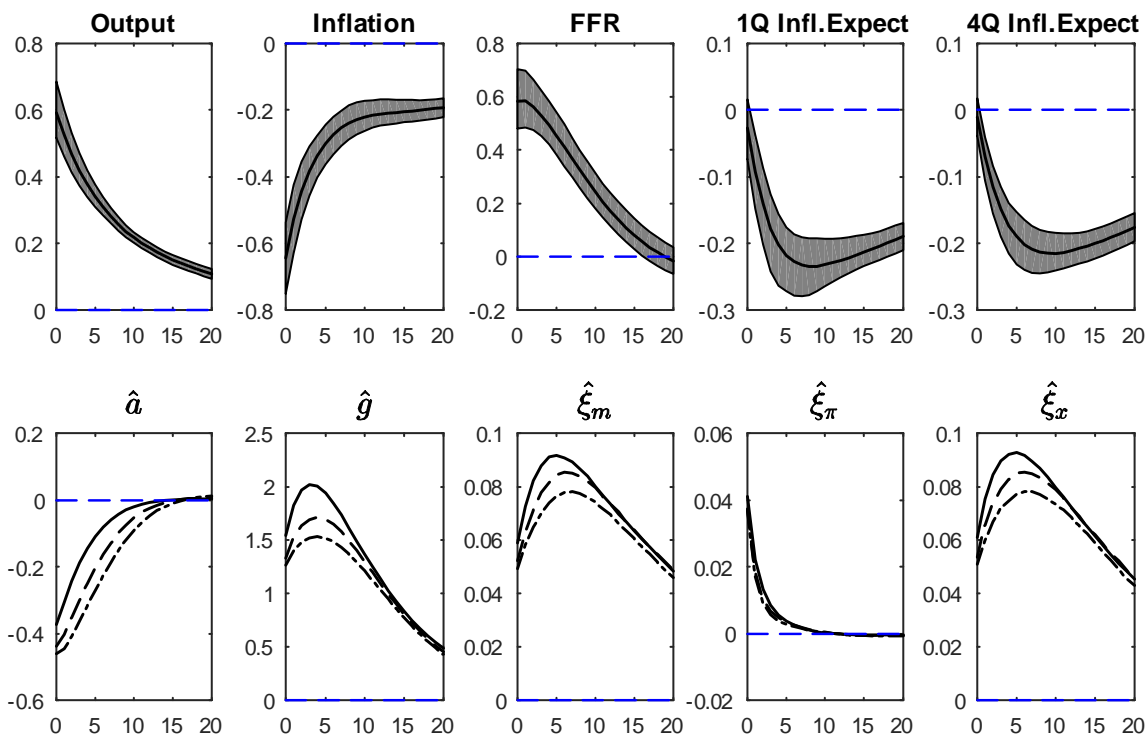 Output Inflation FFR 1Q Infl.Expect 4Q Infl.Expect
0.8 0 0.8 0.1 0.1
0.6 -0.2 0.6 0 0
0.4 -0.4 0.4 -0.1 -0.1
0.2 -0.6 0.2 -0.2 -0.2
0 -0.8 0 -0.3 -0.3
-0.2
0 5 10 15 20 0 5 10 15 20 0 5 10 15 20 0 5 10 15 20 0 5 10 15 20
â ĝ ξ̂m ξ̂π ξ̂x
0.2 2.5 0.1 0.06 0.1
0 2 0.08 0.04 0.08
-0.2 1.5 0.06 0.02 0.06
-0.4 1 0.04 0 0.04
-0.6 0.5 0.02 -0.02 0.02
0 0 0
0 5 10 15 20 0 5 10 15 20 0 5 10 15 20 0 5 10 15 20 0 5 10 15 20